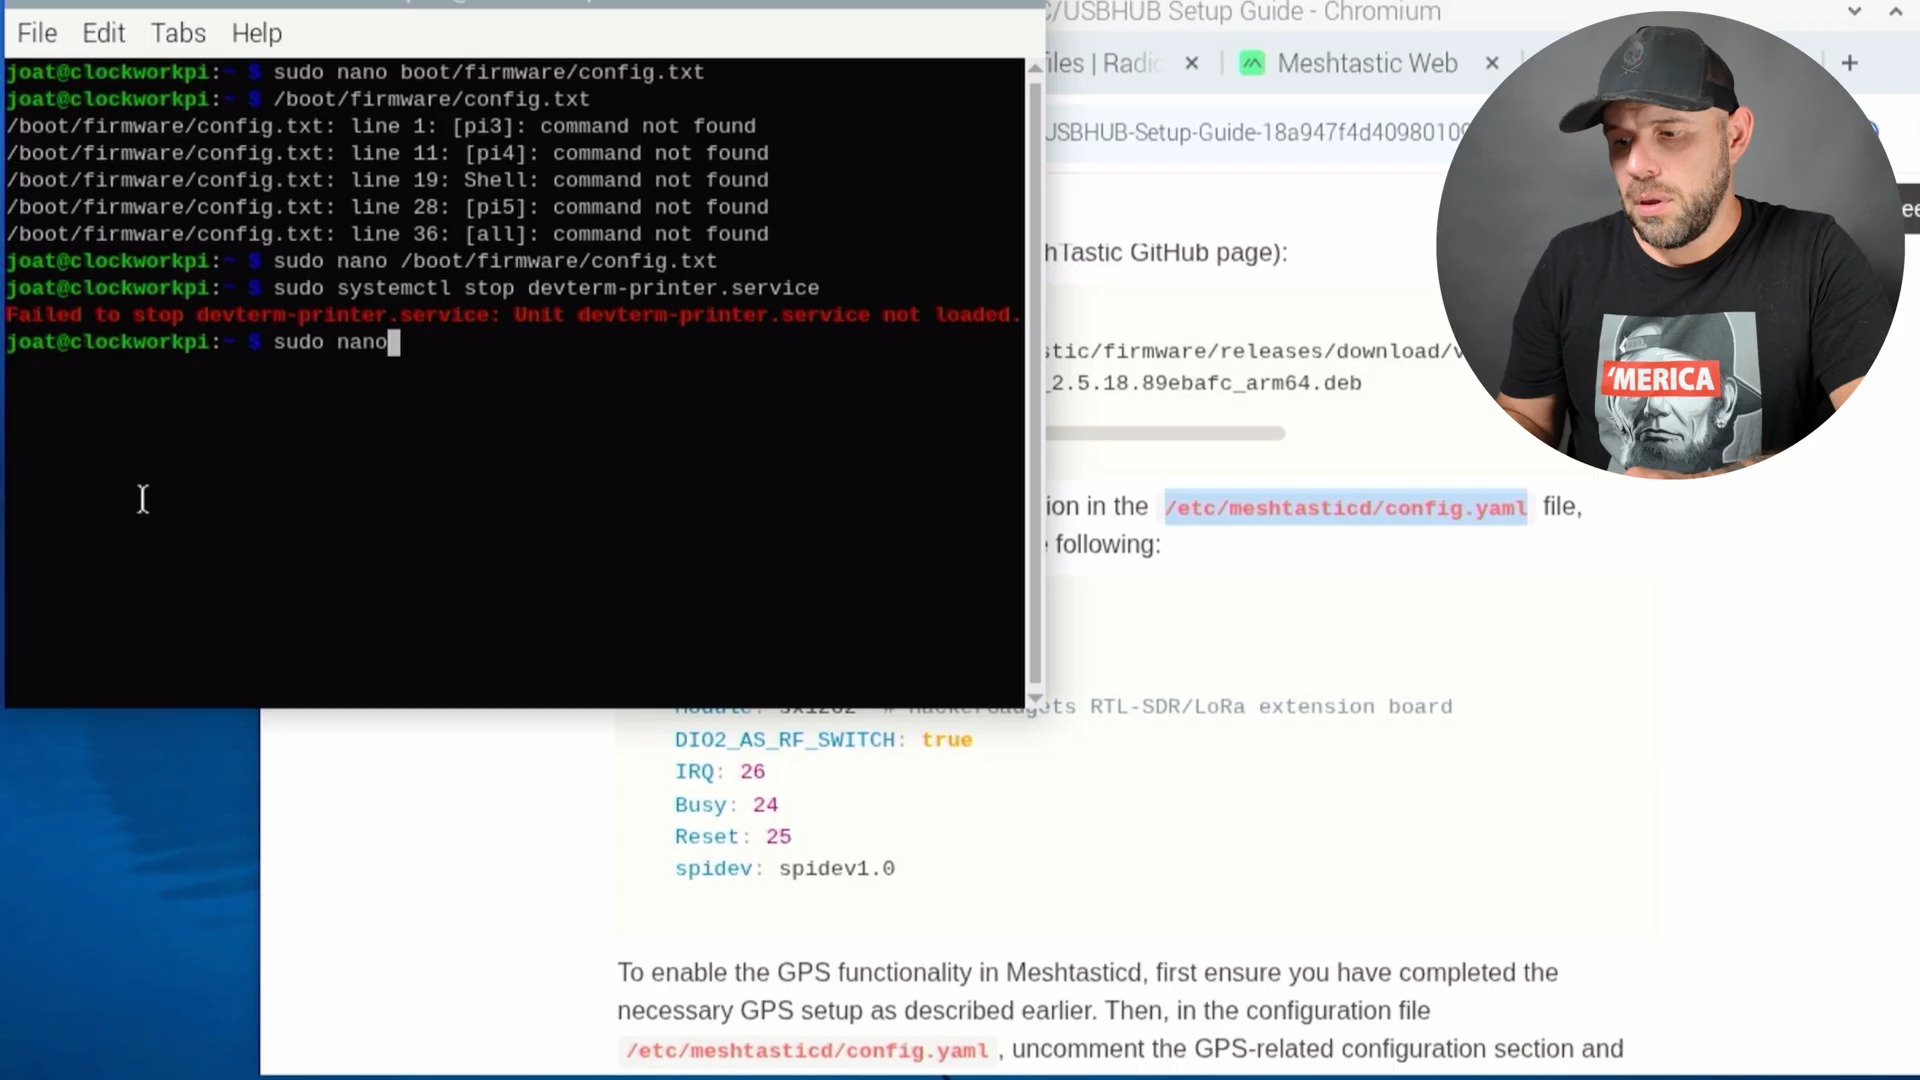 File Edit Tabs Help
joat@clockworkpi:~ $ sudo nano boot/firmware/config.txt
joat@clockworkpi:~ $ /boot/firmware/config.txt
/boot/firmware/config.txt: line 1: [pi3]: command not found
/boot/firmware/config.txt: line 11: [pi4]: command not found
/boot/firmware/config.txt: line 19: Shell: command not found
/boot/firmware/config.txt: line 28: [pi5]: command not found
/boot/firmware/config.txt: line 36: [all]: command not found
joat@clockworkpi:~ $ sudo nano /boot/firmware/config.txt
joat@clockworkpi:~ $ sudo systemctl stop devterm-printer.service
Failed to stop devterm-printer.service: Unit devterm-printer.service not loaded.
joat@clockworkpi:~ $ sudo nano
/USBHUB Setup Guide - Chromium
iles | Radio Meshtastic Web
USBHUB-Setup-Guide-18a947f4d40980109
hTastic GitHub page):
stic/firmware/releases/download/v
_2.5.18.89ebafc_arm64.deb
ion in the /etc/meshtasticd/config.yaml file,
following:
RTL-SDR/LoRa extension board
DIO2_AS_RF_SWITCH: true
IRQ: 26
Busy: 24
Reset: 25
spidev: spidev1.0
To enable the GPS functionality in Meshtasticd, first ensure you have completed the
necessary GPS setup as described earlier. Then, in the configuration file
/etc/meshtasticd/config.yaml , uncomment the GPS-related configuration section and
'MERICA